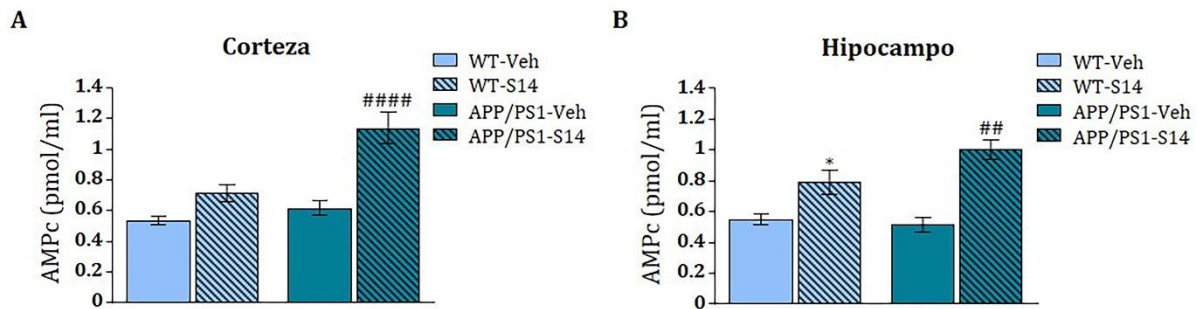 A
Corteza
AMPc (pmol/ml)
1.4
1.2
1
0.8
0.6
0.4
0.2
0
####
WT-Veh
WT-S14
APP/PS1-Veh
APP/PS1-S14
B
Hipocampo
AMPc (pmol/ml)
1.4
1.2
1
0.8
0.6
0.4
0.2
0
*
##
WT-Veh
WT-S14
APP/PS1-Veh
APP/PS1-S14